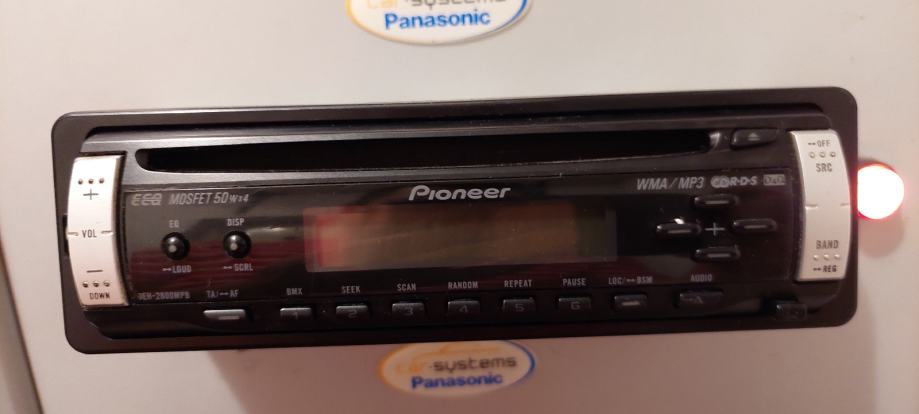 car·systems
Panasonic
OFF
SRC
EEQ MOSFET 50Wx4
Pioneer
WMA/MP3 R·D·S
+
VOL
−
DOWN
EQ
DISP
LOUD
SCRL
BAND
REG
DEH-2800MPB
TA/ AF
BMX
SEEK
SCAN
RANDOM
REPEAT
PAUSE
LOC/ BSM
AUDIO
1
2
3
4
5
6
car·systems
Panasonic